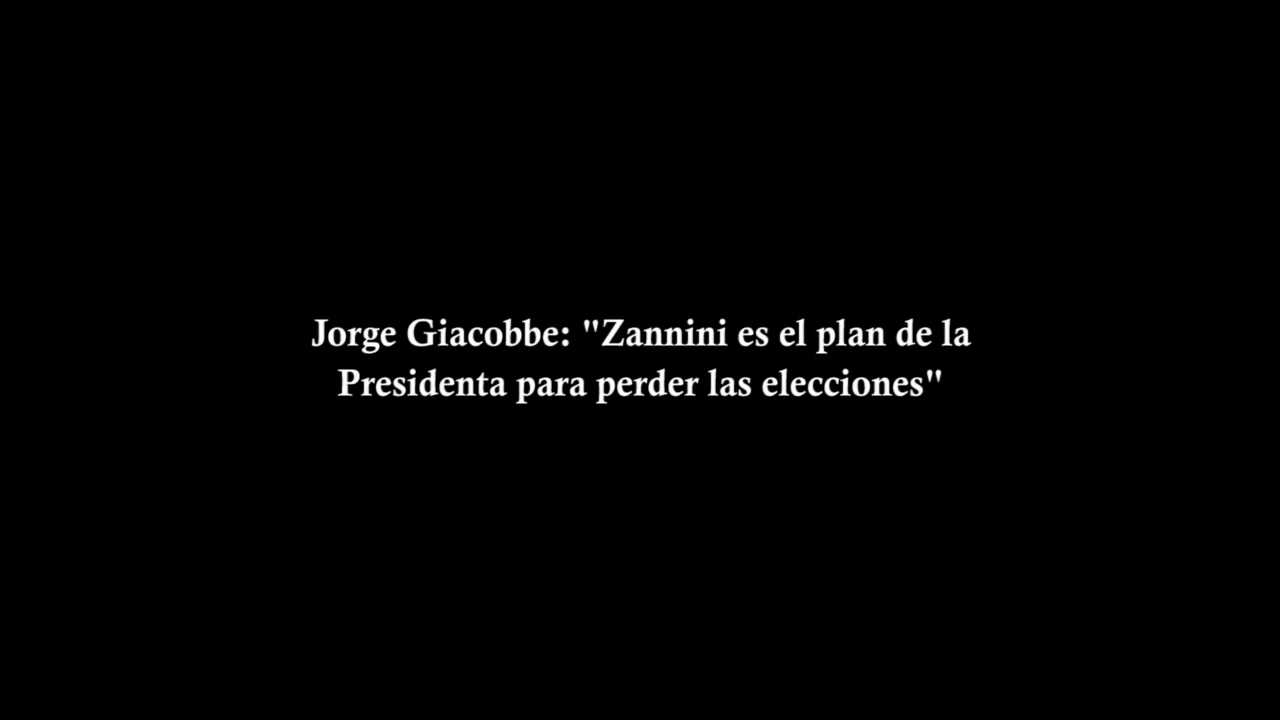 Jorge Giacobbe: "Zannini es el plan de la
Presidenta para perder las elecciones"